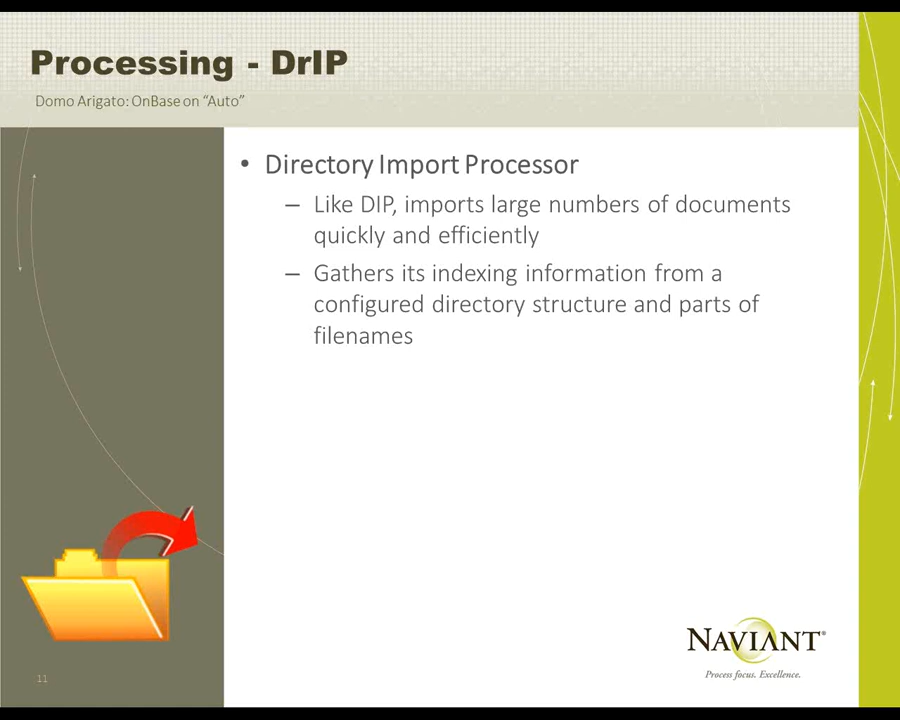 Processing - DrIP
Domo Arigato: OnBase on “Auto”
• Directory Import Processor
– Like DIP, imports large numbers of documents
quickly and efficiently
– Gathers its indexing information from a
configured directory structure and parts of
filenames
NAVIANT®
Process focus. Excellence.
11